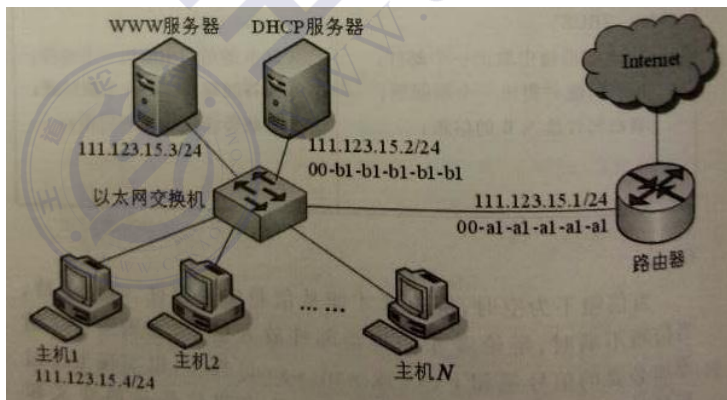 WWW服务器
DHCP服务器
Internet
111.123.15.3/24
111.123.15.2/24
00-b1-b1-b1-b1-b1
以太网交换机
111.123.15.1/24
00-a1-a1-a1-a1-a1
路由器
主机1
111.123.15.4/24
主机2
... ...
主机N